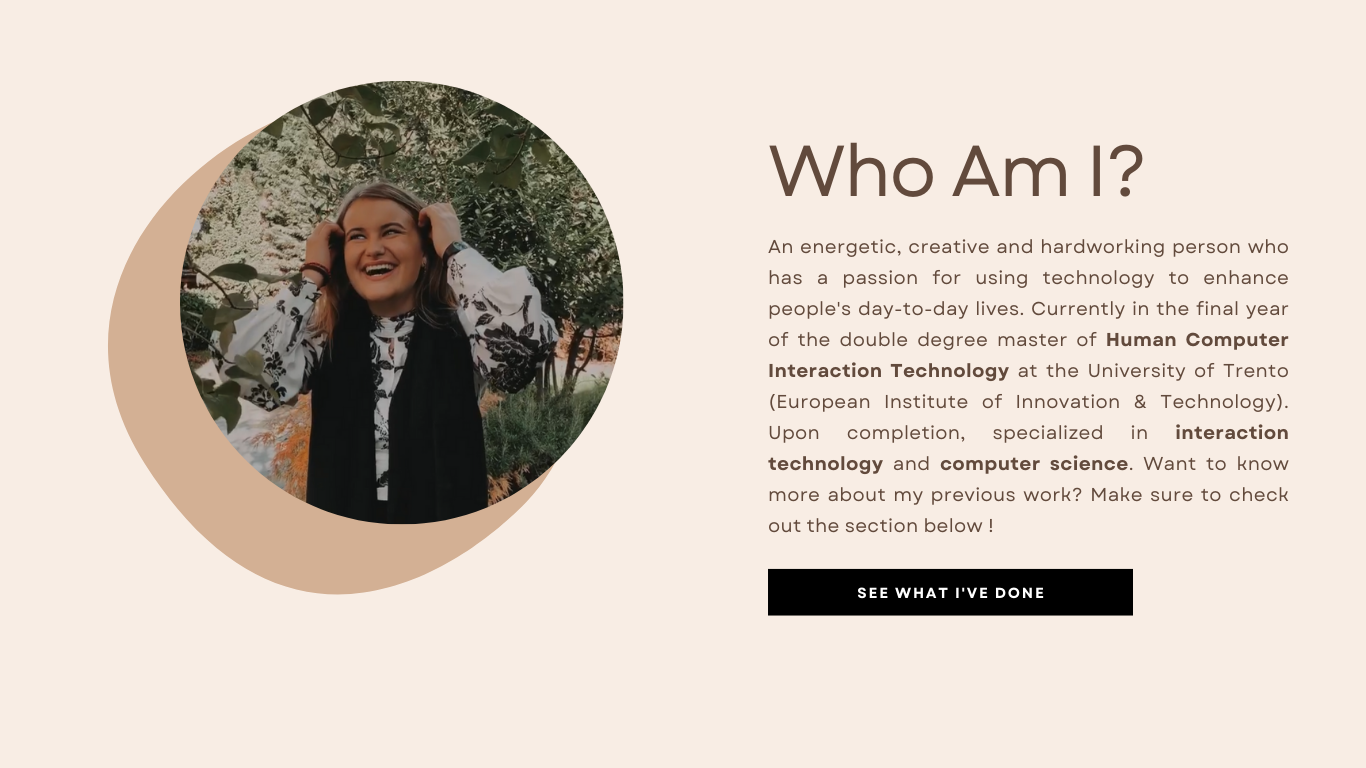 Who Am I?
An energetic, creative and hardworking person who
has a passion for using technology to enhance
people's day-to-day lives. Currently in the final year
of the double degree master of Human Computer
Interaction Technology at the University of Trento
(European Institute of Innovation & Technology).
Upon completion, specialized in interaction
technology and computer science. Want to know
more about my previous work? Make sure to check
out the section below !
SEE WHAT I'VE DONE